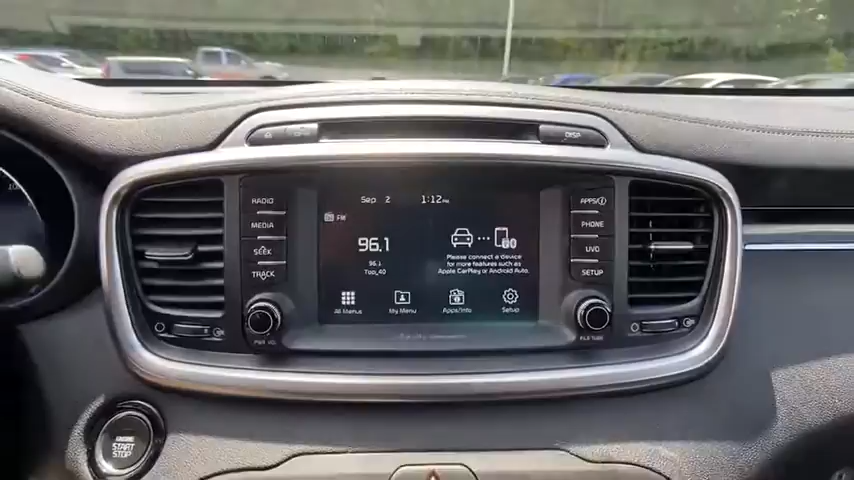 DISP
RADIO
MEDIA
SEEK
TRACK
Sep 2 1:12PM
FM
96.1
96.1
Top_40
Please connect a device
for more features such as
Apple CarPlay or Android Auto.
All Menus
My Menu
Apps/Info
Setup
APPS/i
PHONE
UVO
SETUP
PWR VOL
FILE TUNE
ENGINE
START
STOP